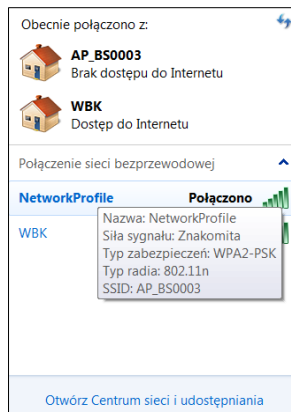 Obecnie połączono z:
AP_BS0003
Brak dostępu do Internetu
WBK
Dostęp do Internetu
Połączenie sieci bezprzewodowej
NetworkProfile Połączono
WBK
Nazwa: NetworkProfile
Siła sygnału: Znakomita
Typ zabezpieczeń: WPA2-PSK
Typ radia: 802.11n
SSID: AP_BS0003
Otwórz Centrum sieci i udostępniania